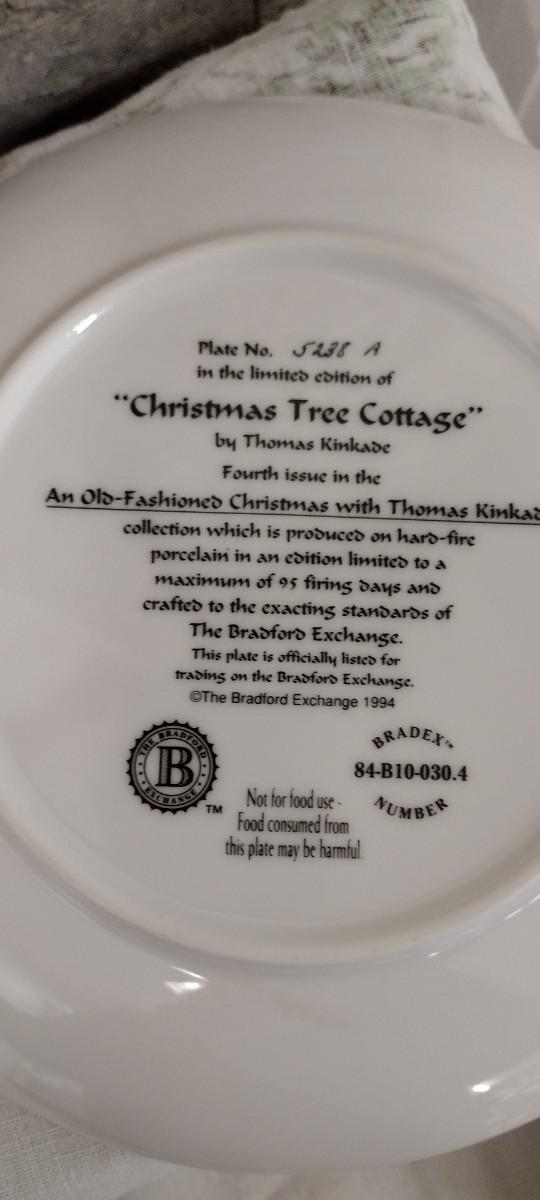 Plate No. 5238 A
in the limited edition of
“Christmas Tree Cottage”
by Thomas Kinkade
Fourth issue in the
An Old-Fashioned Christmas with Thomas Kinkad
collection which is produced on hard-fire
porcelain in an edition limited to a
maximum of 95 firing days and
crafted to the exacting standards of
The Bradford Exchange.
This plate is officially listed for
trading on the Bradford Exchange.
©The Bradford Exchange 1994
THE BRADFORD
B
EXCHANGE
TM
BRADEX™
84-B10-030.4
NUMBER
Not for food use -
Food consumed from
this plate may be harmful.